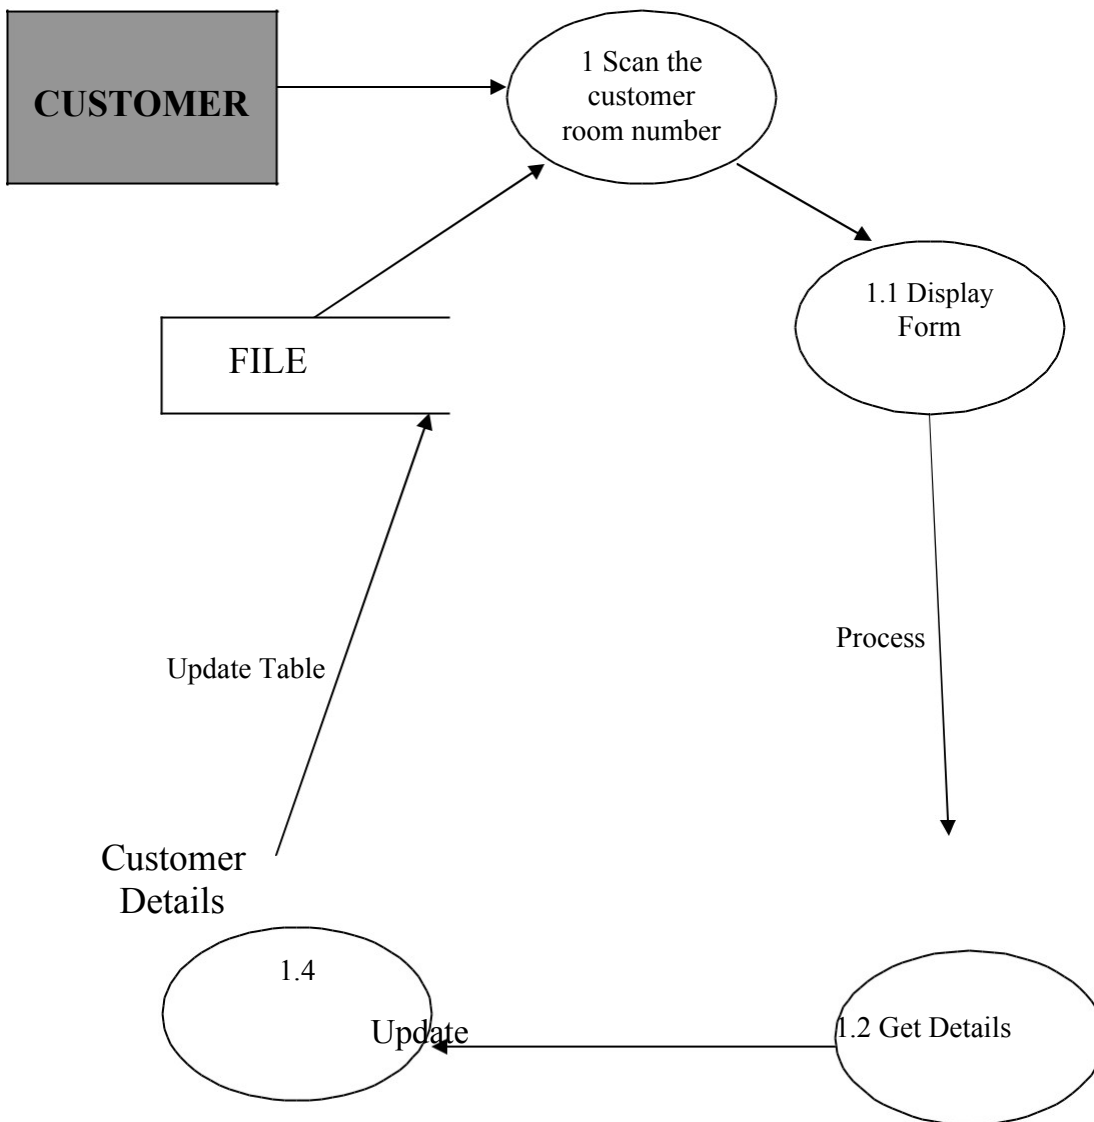 CUSTOMER
1 Scan the
customer
room number
1.1 Display
Form
FILE
Process
Update Table
Customer
Details
1.4
Update
1.2 Get Details